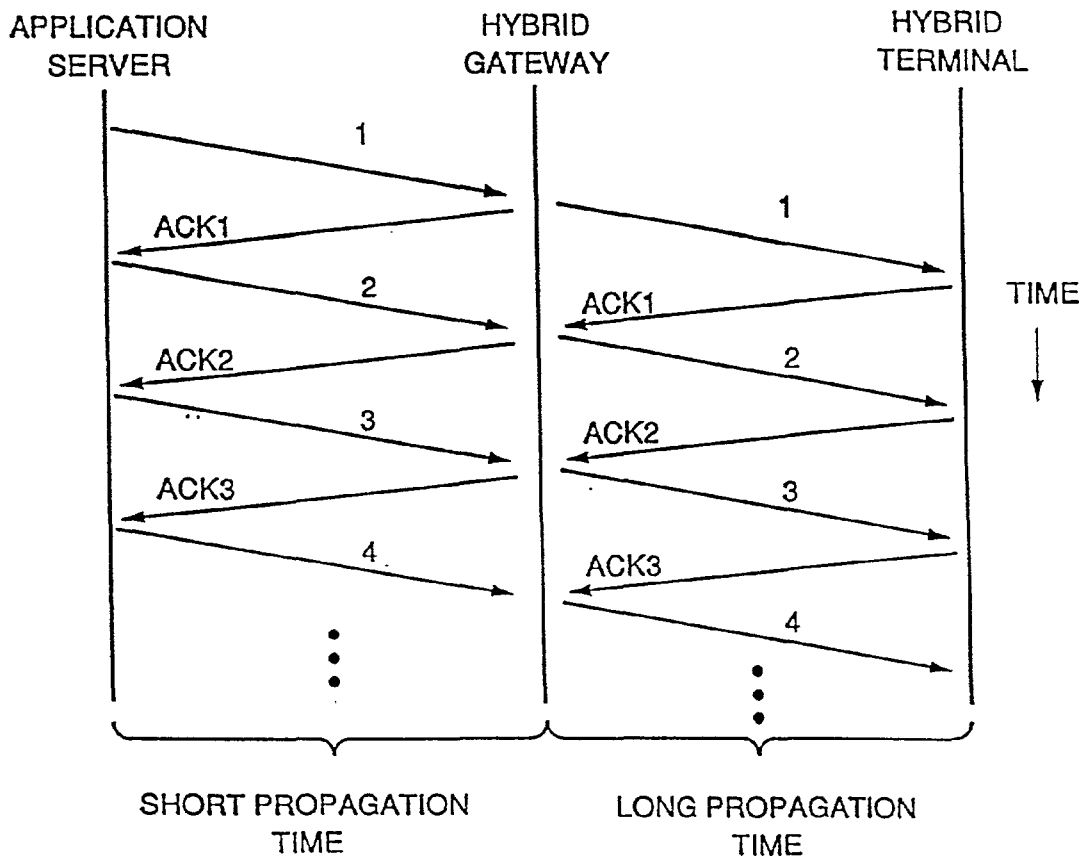 APPLICATION
SERVER
HYBRID
GATEWAY
HYBRID
TERMINAL
1
1
ACK1
2
ACK1
TIME
ACK2
2
3
ACK2
ACK3
3
4
ACK3
4
SHORT PROPAGATION
TIME
LONG PROPAGATION
TIME